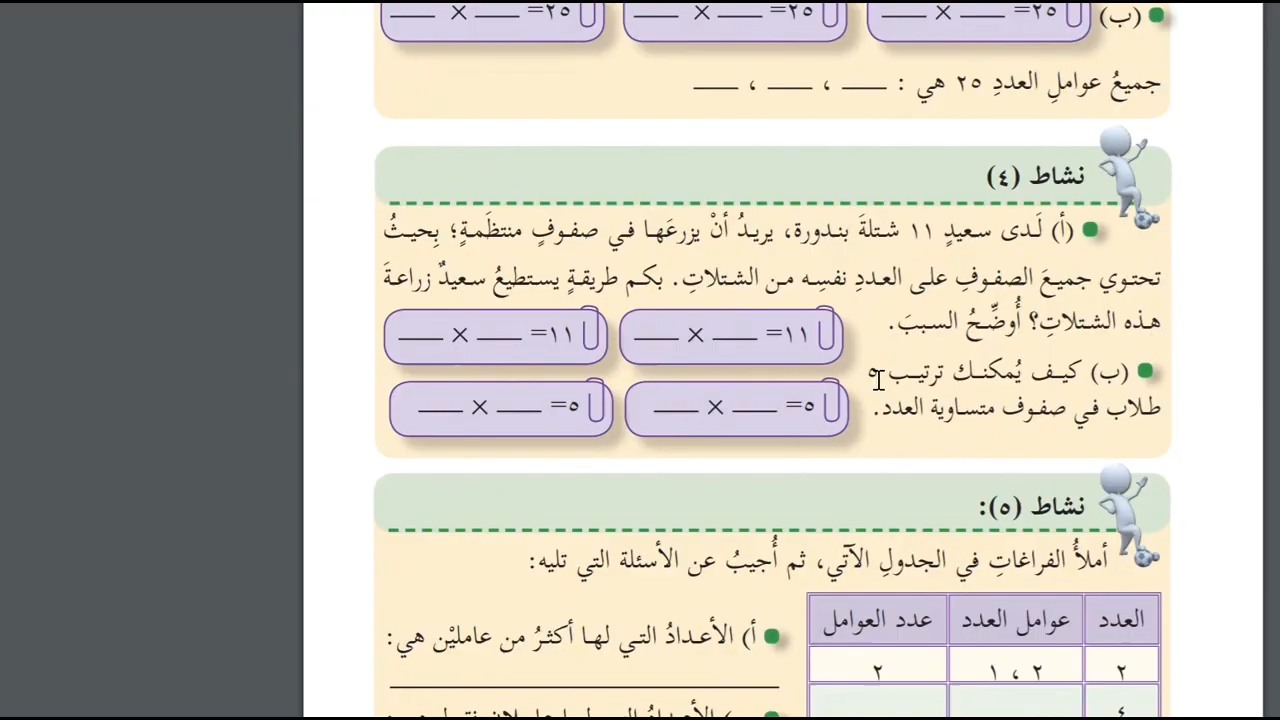 (ب) ٢٥= ___ × ___ ٢٥= ___ × ___ ٢٥= ___ × ___
جميعُ عواملِ العددِ ٢٥ هي : ___ ، ___ ، ___
نشاط (٤)
(أ) لَدى سعيدٍ ١١ شتلةَ بندورة، يريدُ أنْ يزرعَها في صفوفٍ منتظَمةٍ؛ بِحيثُ
تحتوي جميعَ الصفوفِ على العددِ نفسِه من الشتلاتِ. بكم طريقةٍ يستطيعُ سعيدٌ زراعةَ
هذه الشتلاتِ؟ أُوضِّحُ السببَ.
١١= ___ × ___ ١١= ___ × ___
(ب) كيف يُمكنك ترتيب ٥
طلاب في صفوف متساوية العدد.
٥= ___ × ___ ٥= ___ × ___
نشاط (٥):
أملأُ الفراغاتِ في الجدولِ الآتي، ثم أُجيبُ عن الأسئلة التي تليه:
العدد عوامل العدد عدد العوامل
٢ ٢ ، ١ ٢
٤
أ) الأعدادُ التي لها أكثرُ من عامليْن هي: